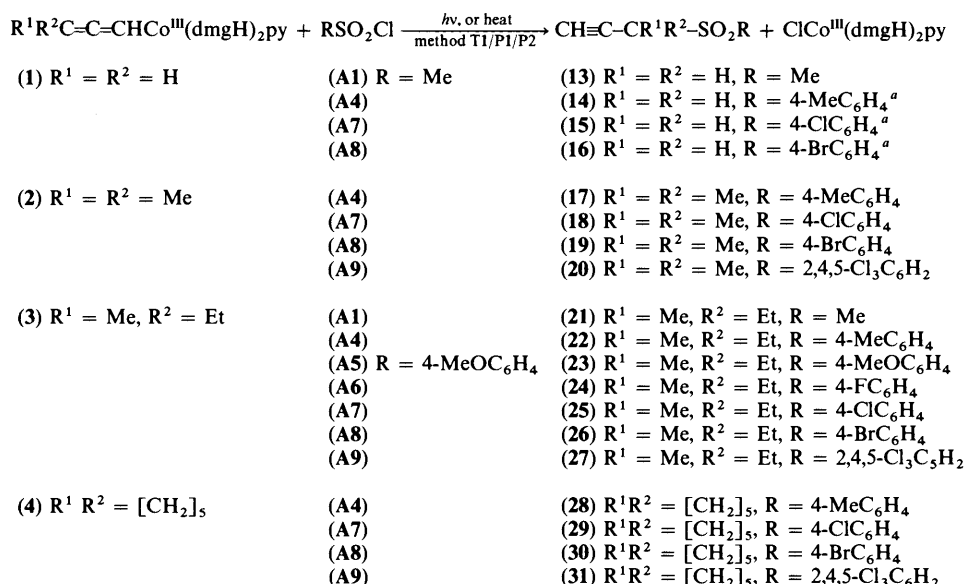 R¹R²C=C=CHCoᴵᴵᴵ(dmgH)₂py + RSO₂Cl hν, or heat method T1/P1/P2 CH≡C–CR¹R²–SO₂R + ClCoᴵᴵᴵ(dmgH)₂py
(1) R¹ = R² = H (A1) R = Me (13) R¹ = R² = H, R = Me
(A4) (14) R¹ = R² = H, R = 4-MeC₆H₄ᵃ
(A7) (15) R¹ = R² = H, R = 4-ClC₆H₄ᵃ
(A8) (16) R¹ = R² = H, R = 4-BrC₆H₄ᵃ
(2) R¹ = R² = Me (A4) (17) R¹ = R² = Me, R = 4-MeC₆H₄
(A7) (18) R¹ = R² = Me, R = 4-ClC₆H₄
(A8) (19) R¹ = R² = Me, R = 4-BrC₆H₄
(A9) (20) R¹ = R² = Me, R = 2,4,5-Cl₃C₆H₂
(3) R¹ = Me, R² = Et (A1) (21) R¹ = Me, R² = Et, R = Me
(A4) (22) R¹ = Me, R² = Et, R = 4-MeC₆H₄
(A5) R = 4-MeOC₆H₄ (23) R¹ = Me, R² = Et, R = 4-MeOC₆H₄
(A6) (24) R¹ = Me, R² = Et, R = 4-FC₆H₄
(A7) (25) R¹ = Me, R² = Et, R = 4-ClC₆H₄
(A8) (26) R¹ = Me, R² = Et, R = 4-BrC₆H₄
(A9) (27) R¹ = Me, R² = Et, R = 2,4,5-Cl₃C₅H₂
(4) R¹ R² = [CH₂]₅ (A4) (28) R¹R² = [CH₂]₅, R = 4-MeC₆H₄
(A7) (29) R¹R² = [CH₂]₅, R = 4-ClC₆H₄
(A8) (30) R¹R² = [CH₂]₅, R = 4-BrC₆H₄
(A9) (31) R¹R² = [CH₂]₅, R = 2,4,5-Cl₃C₆H₂